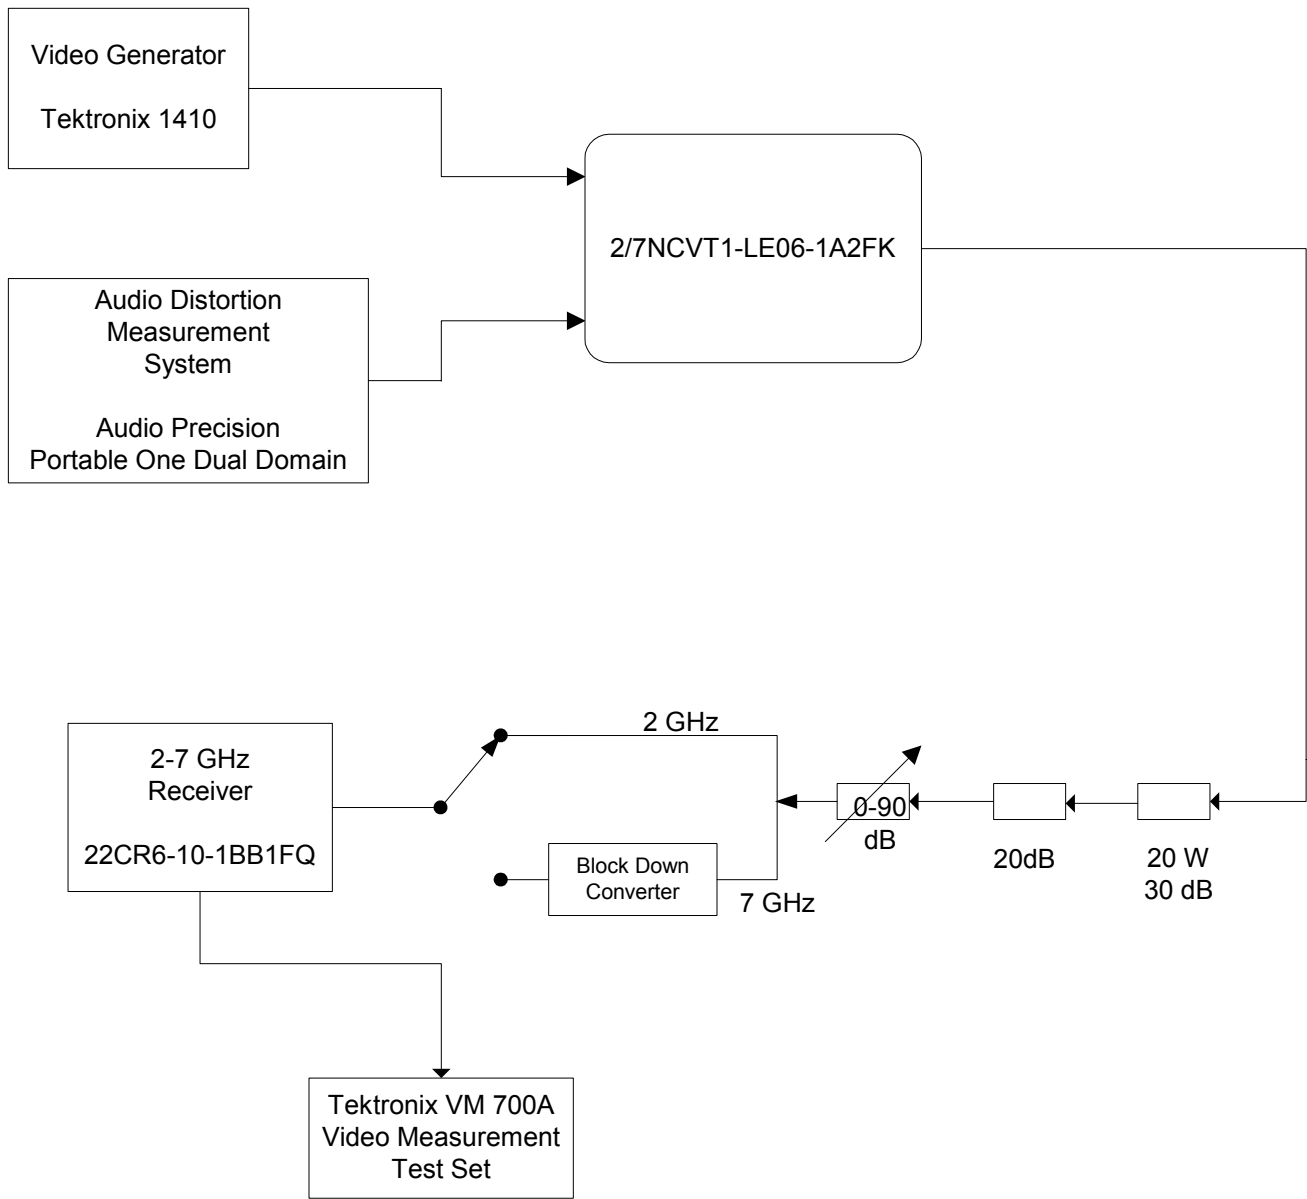 Video Generator
Tektronix 1410
2/7NCVT1-LE06-1A2FK
Audio Distortion
Measurement
System
Audio Precision
Portable One Dual Domain
2 GHz
2-7 GHz
Receiver
22CR6-10-1BB1FQ
Block Down
Converter
7 GHz
0-90
dB
20dB
20 W
30 dB
Tektronix VM 700A
Video Measurement
Test Set